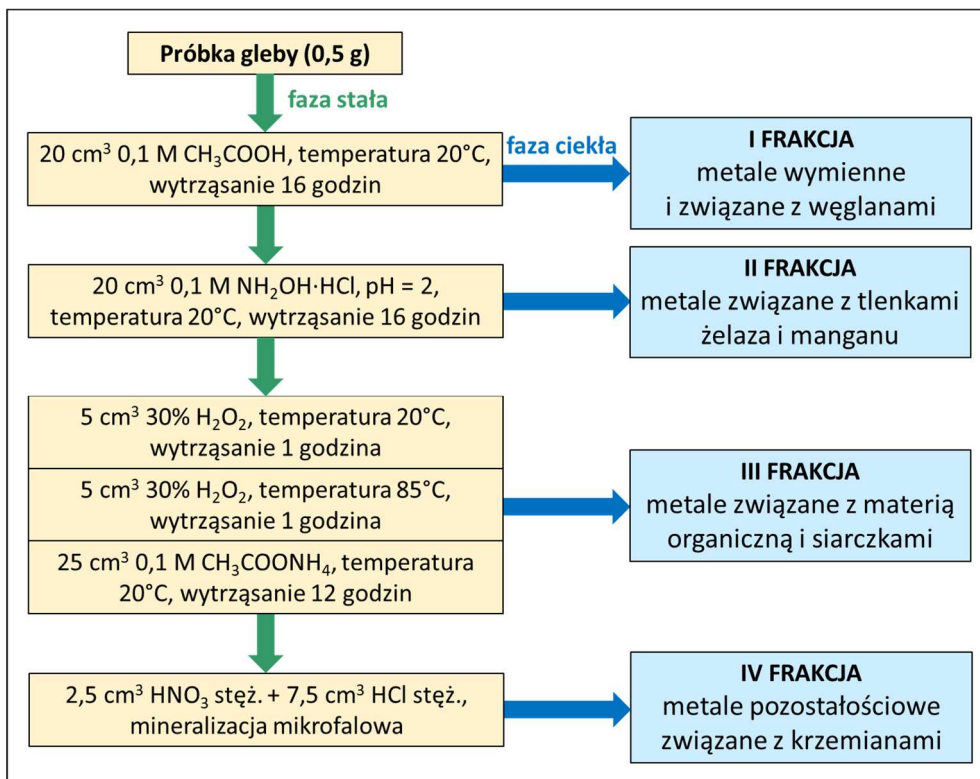 Próbka gleby (0,5 g)
faza stała
20 cm³ 0,1 M CH₃COOH, temperatura 20°C,
wytrząsanie 16 godzin
faza ciekła
I FRAKCJA
metale wymienne
i związane z węglanami
20 cm³ 0,1 M NH₂OH·HCl, pH = 2,
temperatura 20°C, wytrząsanie 16 godzin
II FRAKCJA
metale związane z tlenkami
żelaza i manganu
5 cm³ 30% H₂O₂, temperatura 20°C,
wytrząsanie 1 godzina
5 cm³ 30% H₂O₂, temperatura 85°C,
wytrząsanie 1 godzina
25 cm³ 0,1 M CH₃COONH₄, temperatura
20°C, wytrząsanie 12 godzin
III FRAKCJA
metale związane z materią
organiczną i siarczkami
2,5 cm³ HNO₃ stęż. + 7,5 cm³ HCl stęż.,
mineralizacja mikrofalowa
IV FRAKCJA
metale pozostałościowe
związane z krzemianami